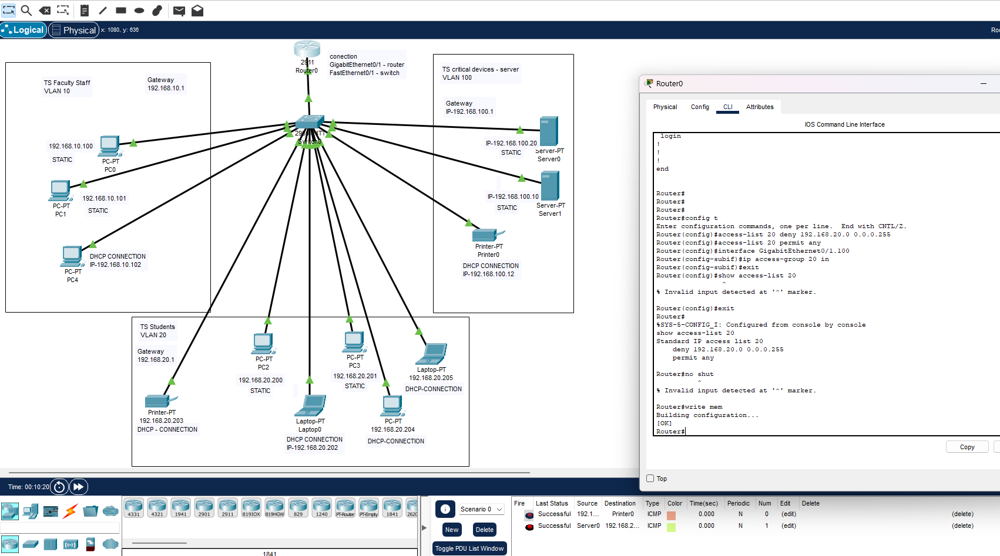 Logical
Physical
x: 1080, y: 636
Roo
2911
Router0
conection
GigabitEthernet0/1 - router
FastEthernet0/1 - switch
TS Faculty Staff
VLAN 10
Gateway
192.168.10.1
TS critical devices - server
VLAN 100
Gateway
IP-192.168.100.1
Switch0
192.168.10.100
STATIC
PC-PT
PC0
192.168.10.101
STATIC
PC-PT
PC1
DHCP CONNECTION
IP-192.168.10.102
PC-PT
PC4
IP-192.168.100.20
STATIC
Server-PT
Server0
IP-192.168.100.10
STATIC
Server-PT
Server1
Printer-PT
Printer0
DHCP CONNECTION
IP-192.168.100.12
TS Students
VLAN 20
Gateway
192.168.20.1
Printer-PT
192.168.20.203
DHCP - CONNECTION
PC-PT
PC2
192.168.20.200
STATIC
Laptop-PT
Laptop0
DHCP CONNECTION
IP-192.168.20.202
PC-PT
PC3
192.168.20.201
STATIC
PC-PT
192.168.20.204
DHCP-CONNECTION
Laptop-PT
192.168.20.205
DHCP-CONNECTION
Router0
Physical Config CLI Attributes
IOS Command Line Interface
login
!
!
!
end
Router#
Router#
Router#
Router#config t
Enter configuration commands, one per line.  End with CNTL/Z.
Router(config)#access-list 20 deny 192.168.20.0 0.0.0.255
Router(config)#access-list 20 permit any
Router(config)#interface GigabitEthernet0/1.100
Router(config-subif)#ip access-group 20 in
Router(config-subif)#exit
Router(config)#show access-list 20
^
% Invalid input detected at '^' marker.
Router(config)#exit
Router#
%SYS-5-CONFIG_I: Configured from console by console
show access-list 20
Standard IP access list 20
deny 192.168.20.0 0.0.0.255
permit any
Router#no shut
^
% Invalid input detected at '^' marker.
Router#write mem
Building configuration...
[OK]
Router#
Copy
Top
Time: 00:10:20
4331 4321 1941 2901 2911 819IOX 819HGW 829 1240 PT-Router PT-Empty 1841 2620
1841
Scenario 0
New Delete
Toggle PDU List Window
Fire Last Status Source Destination Type Color Time(sec) Periodic Num Edit Delete
Successful 192.1... Printer0 ICMP 0.000 N 0 (edit) (delete)
Successful Server0 192.168.2... ICMP 0.000 N 1 (edit) (delete)